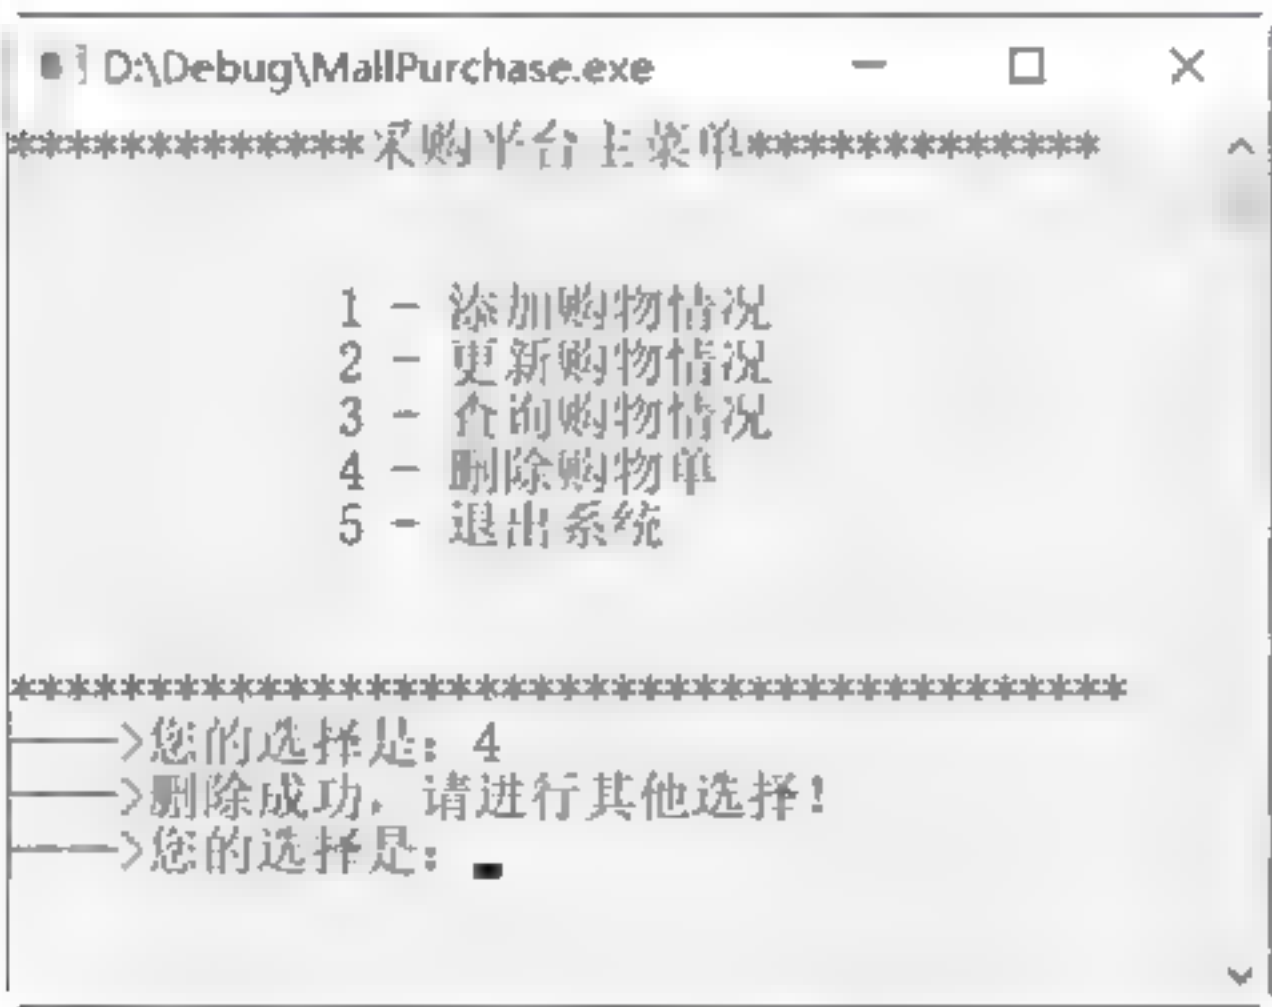 D:\Debug\MallPurchase.exe
*************采购平台主菜单*************
1 - 添加购物情况
2 - 更新购物情况
3 - 查询购物情况
4 - 删除购物单
5 - 退出系统
*****************************************
———>您的选择是: 4
———>删除成功, 请进行其他选择!
———>您的选择是: